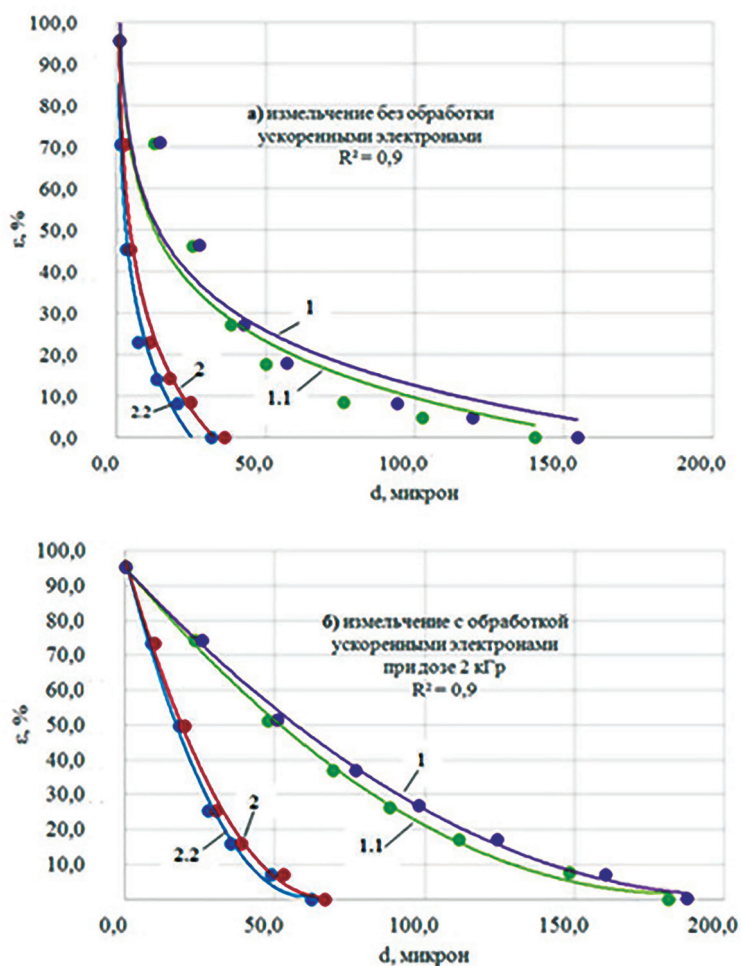 100,0
90,0
80,0
70,0
60,0
50,0
40,0
30,0
20,0
10,0
0,0
ε, %
а) измельчение без обработки
ускоренными электронами
R² = 0,9
1
1.1
2
2.2
0,0 50,0 100,0 150,0 200,0
d, микрон
100,0
90,0
80,0
70,0
60,0
50,0
40,0
30,0
20,0
10,0
ε, %
б) измельчение с обработкой
ускоренными электронами
при дозе 2 кГр
R² = 0,9
1
1.1
2
2.2
0,0 50,0 100,0 150,0 200,0
d, микрон